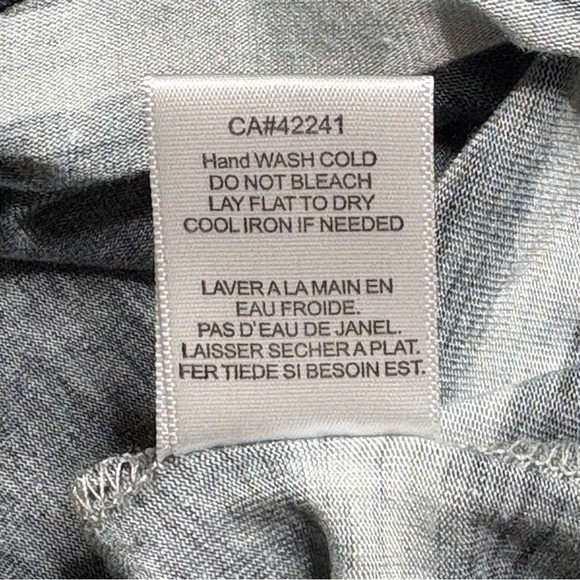 CA#42241
Hand WASH COLD
DO NOT BLEACH
LAY FLAT TO DRY
COOL IRON IF NEEDED
LAVER A LA MAIN EN
EAU FROIDE.
PAS D'EAU DE JANEL.
LAISSER SECHER A PLAT.
FER TIEDE SI BESOIN EST.